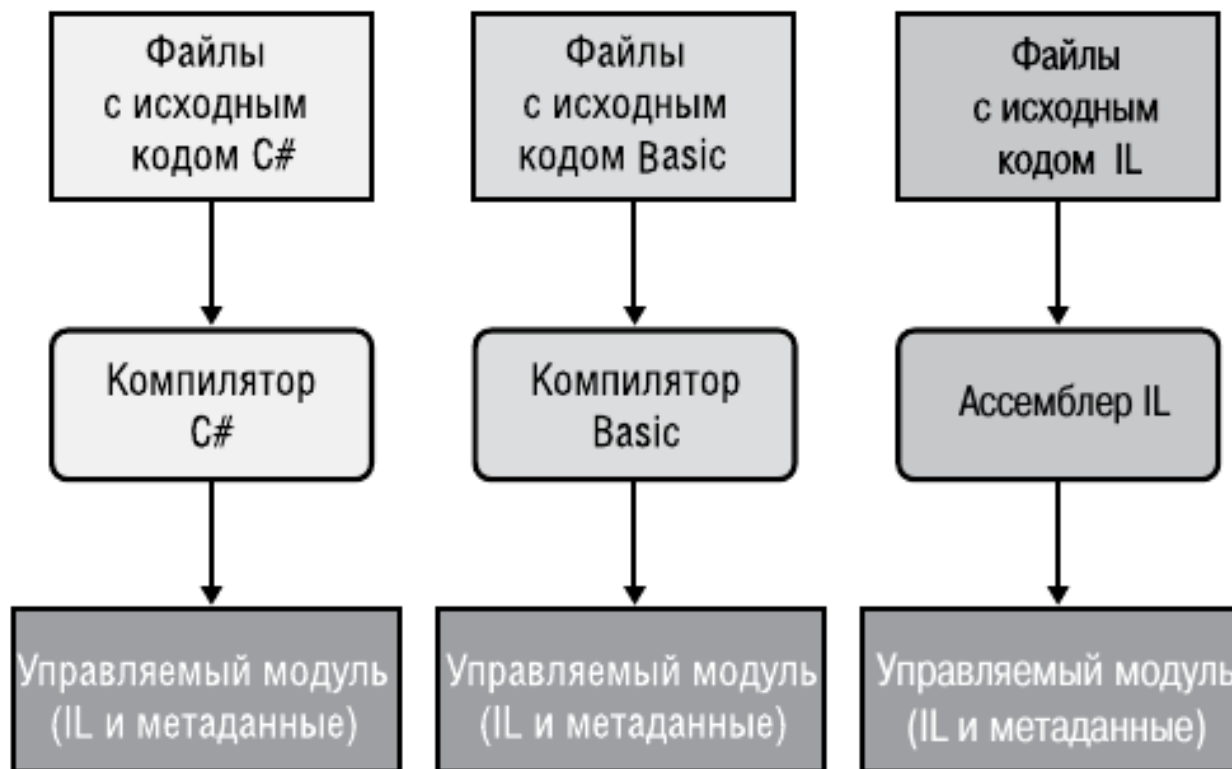 Файлы
с исходным
кодом C#
Файлы
с исходным
кодом Basic
Файлы
с исходным
кодом IL
Компилятор
C#
Компилятор
Basic
Ассемблер IL
Управляемый модуль
(IL и метаданные)
Управляемый модуль
(IL и метаданные)
Управляемый модуль
(IL и метаданные)